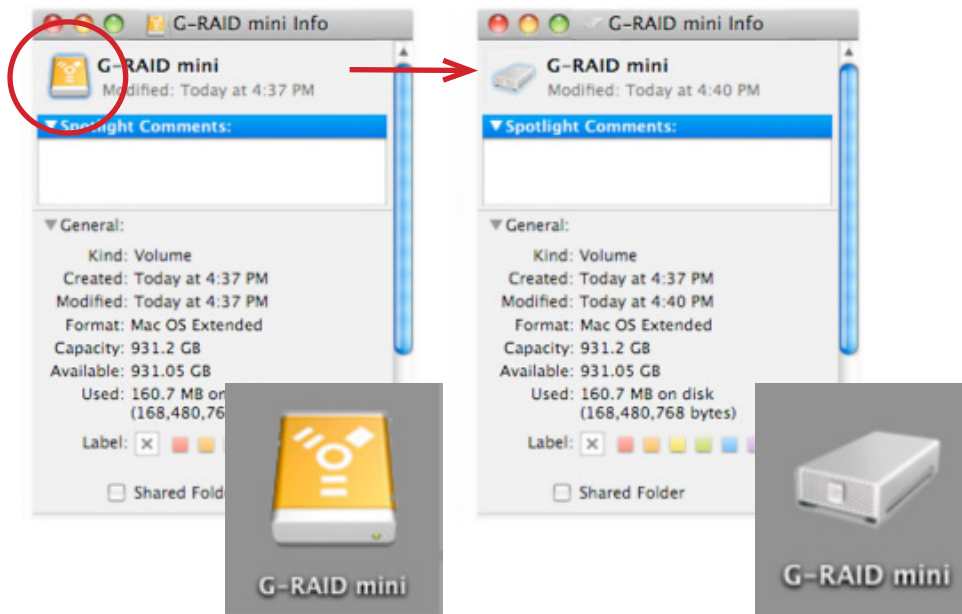 G-RAID mini Info
G-RAID mini
Modified: Today at 4:37 PM
Spotlight Comments:
General:
Kind: Volume
Created: Today at 4:37 PM
Modified: Today at 4:37 PM
Format: Mac OS Extended
Capacity: 931.2 GB
Available: 931.05 GB
Used: 160.7 MB on
(168,480,76
Label:
Shared
G-RAID mini
G-RAID mini Info
G-RAID mini
Modified: Today at 4:40 PM
Spotlight Comments:
General:
Kind: Volume
Created: Today at 4:37 PM
Modified: Today at 4:40 PM
Format: Mac OS Extended
Capacity: 931.2 GB
Available: 931.05 GB
Used: 160.7 MB on disk
(168,480,768 bytes)
Label:
Shared Folder
G-RAID mini